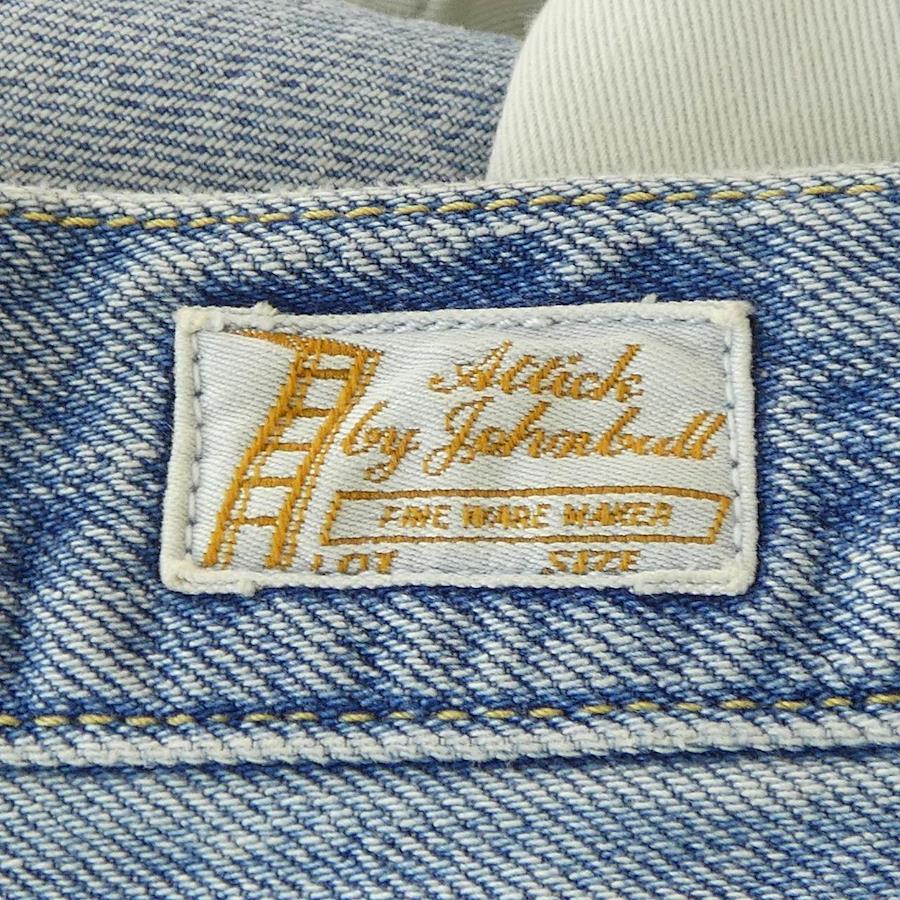 Attick
by Johnbull
FINE WARE MAKER
LOT SIZE